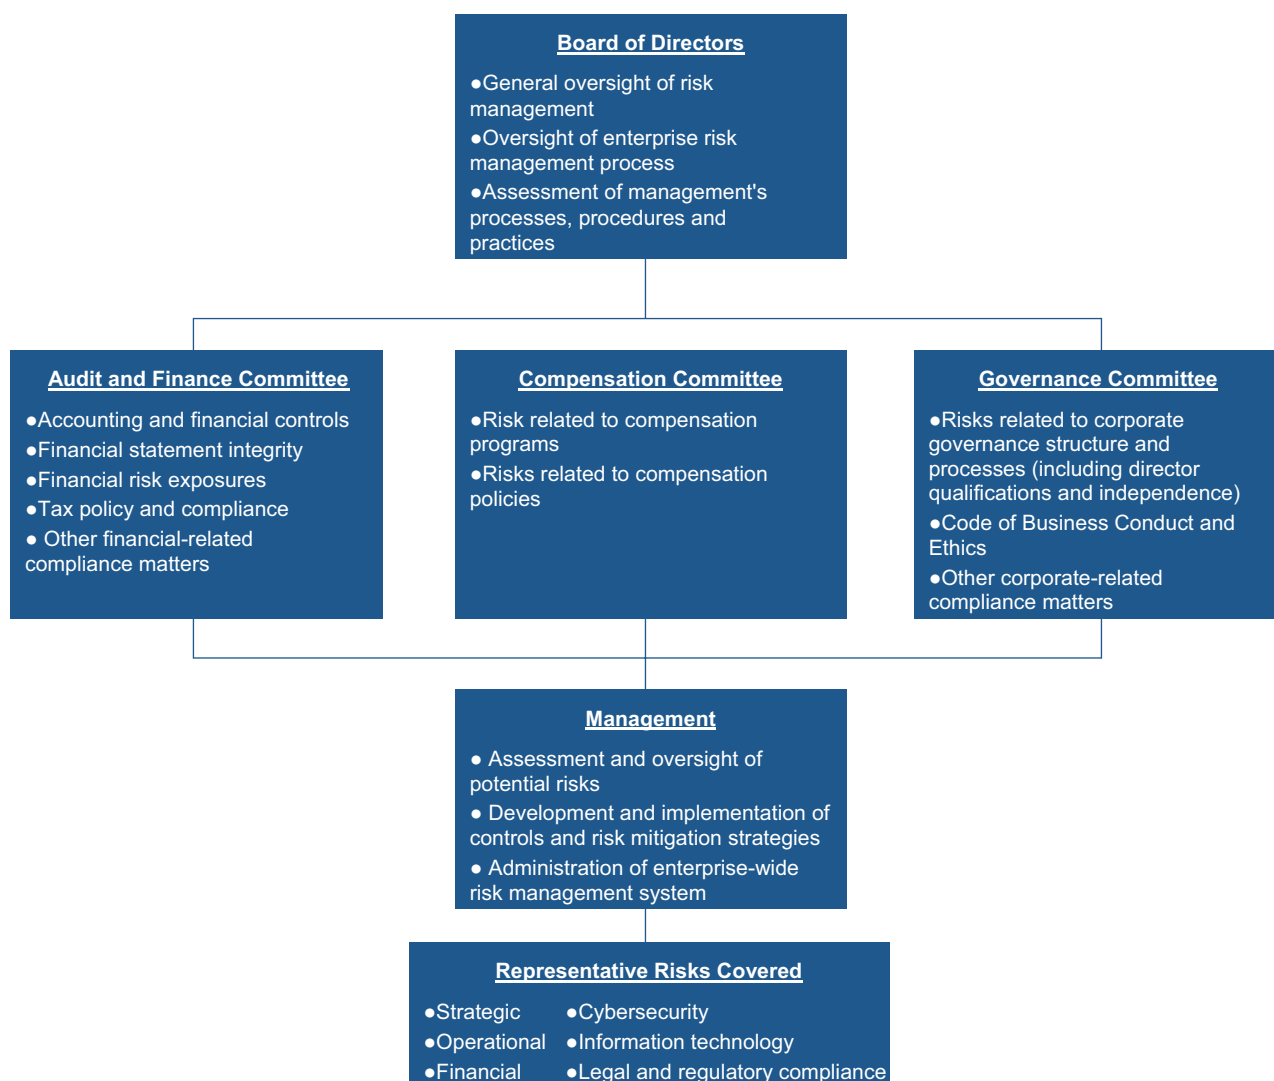 Board of Directors
●General oversight of risk
management
●Oversight of enterprise risk
management process
●Assessment of management's
processes, procedures and
practices
Audit and Finance Committee
●Accounting and financial controls
●Financial statement integrity
●Financial risk exposures
●Tax policy and compliance
● Other financial-related
compliance matters
Compensation Committee
●Risk related to compensation
programs
●Risks related to compensation
policies
Governance Committee
●Risks related to corporate
governance structure and
processes (including director
qualifications and independence)
●Code of Business Conduct and
Ethics
●Other corporate-related
compliance matters
Management
● Assessment and oversight of
potential risks
● Development and implementation of
controls and risk mitigation strategies
● Administration of enterprise-wide
risk management system
Representative Risks Covered
●Strategic ●Cybersecurity
●Operational ●Information technology
●Financial ●Legal and regulatory compliance